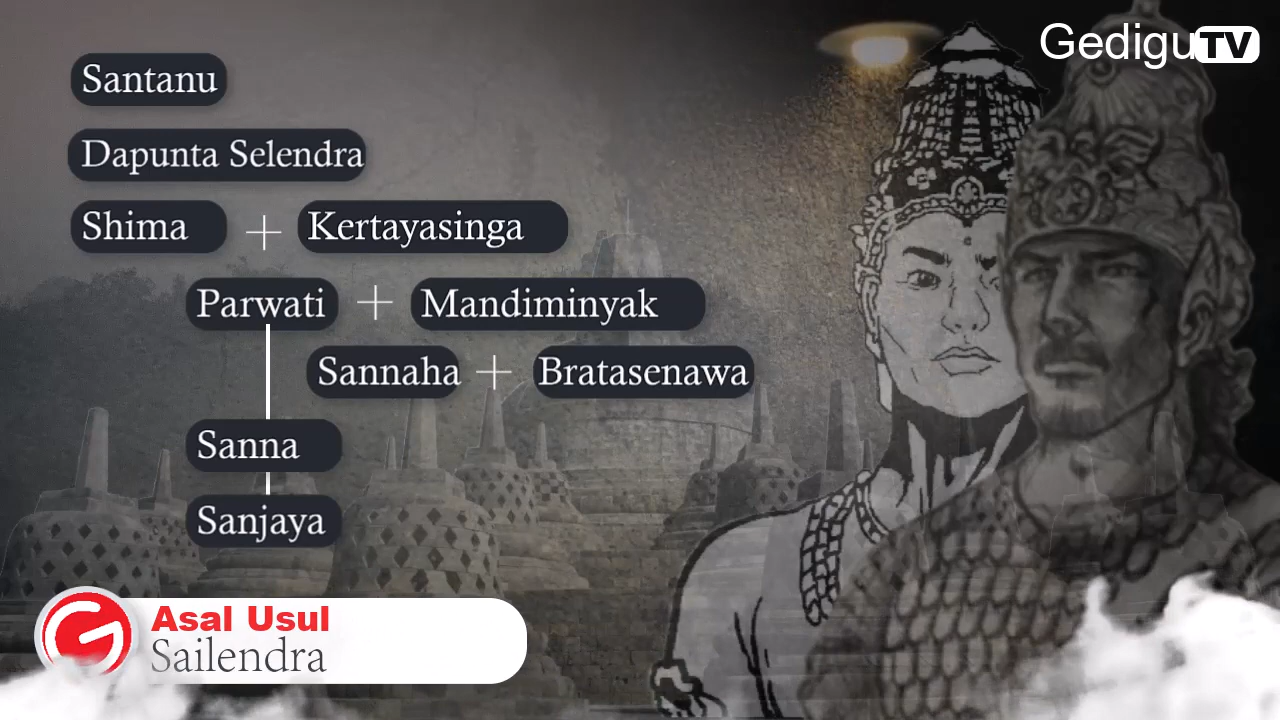 GediguTV
Santanu
Dapunta Selendra
Shima + Kertayasinga
Parwati + Mandiminyak
Sannaha + Bratasenawa
Sanna
Sanjaya
Asal Usul
Sailendra